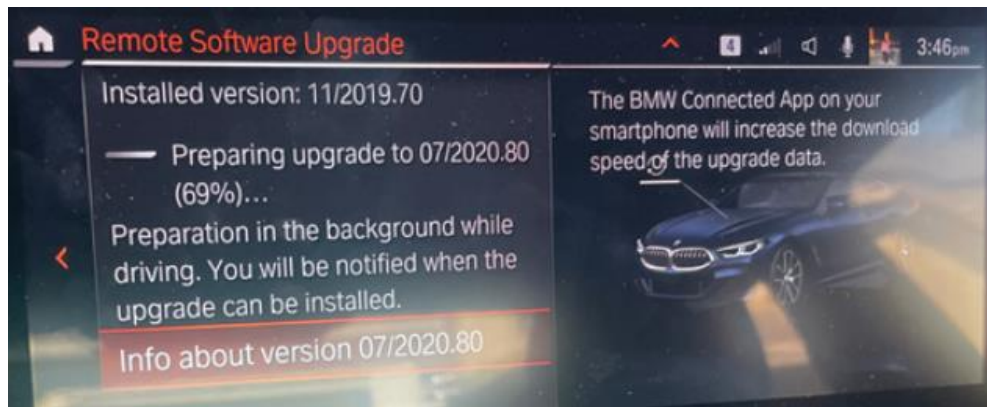 Remote Software Upgrade
4
3:46pm
Installed version: 11/2019.70
Preparing upgrade to 07/2020.80
(69%)...
Preparation in the background while
driving. You will be notified when the
upgrade can be installed.
Info about version 07/2020.80
The BMW Connected App on your
smartphone will increase the download
speed of the upgrade data.